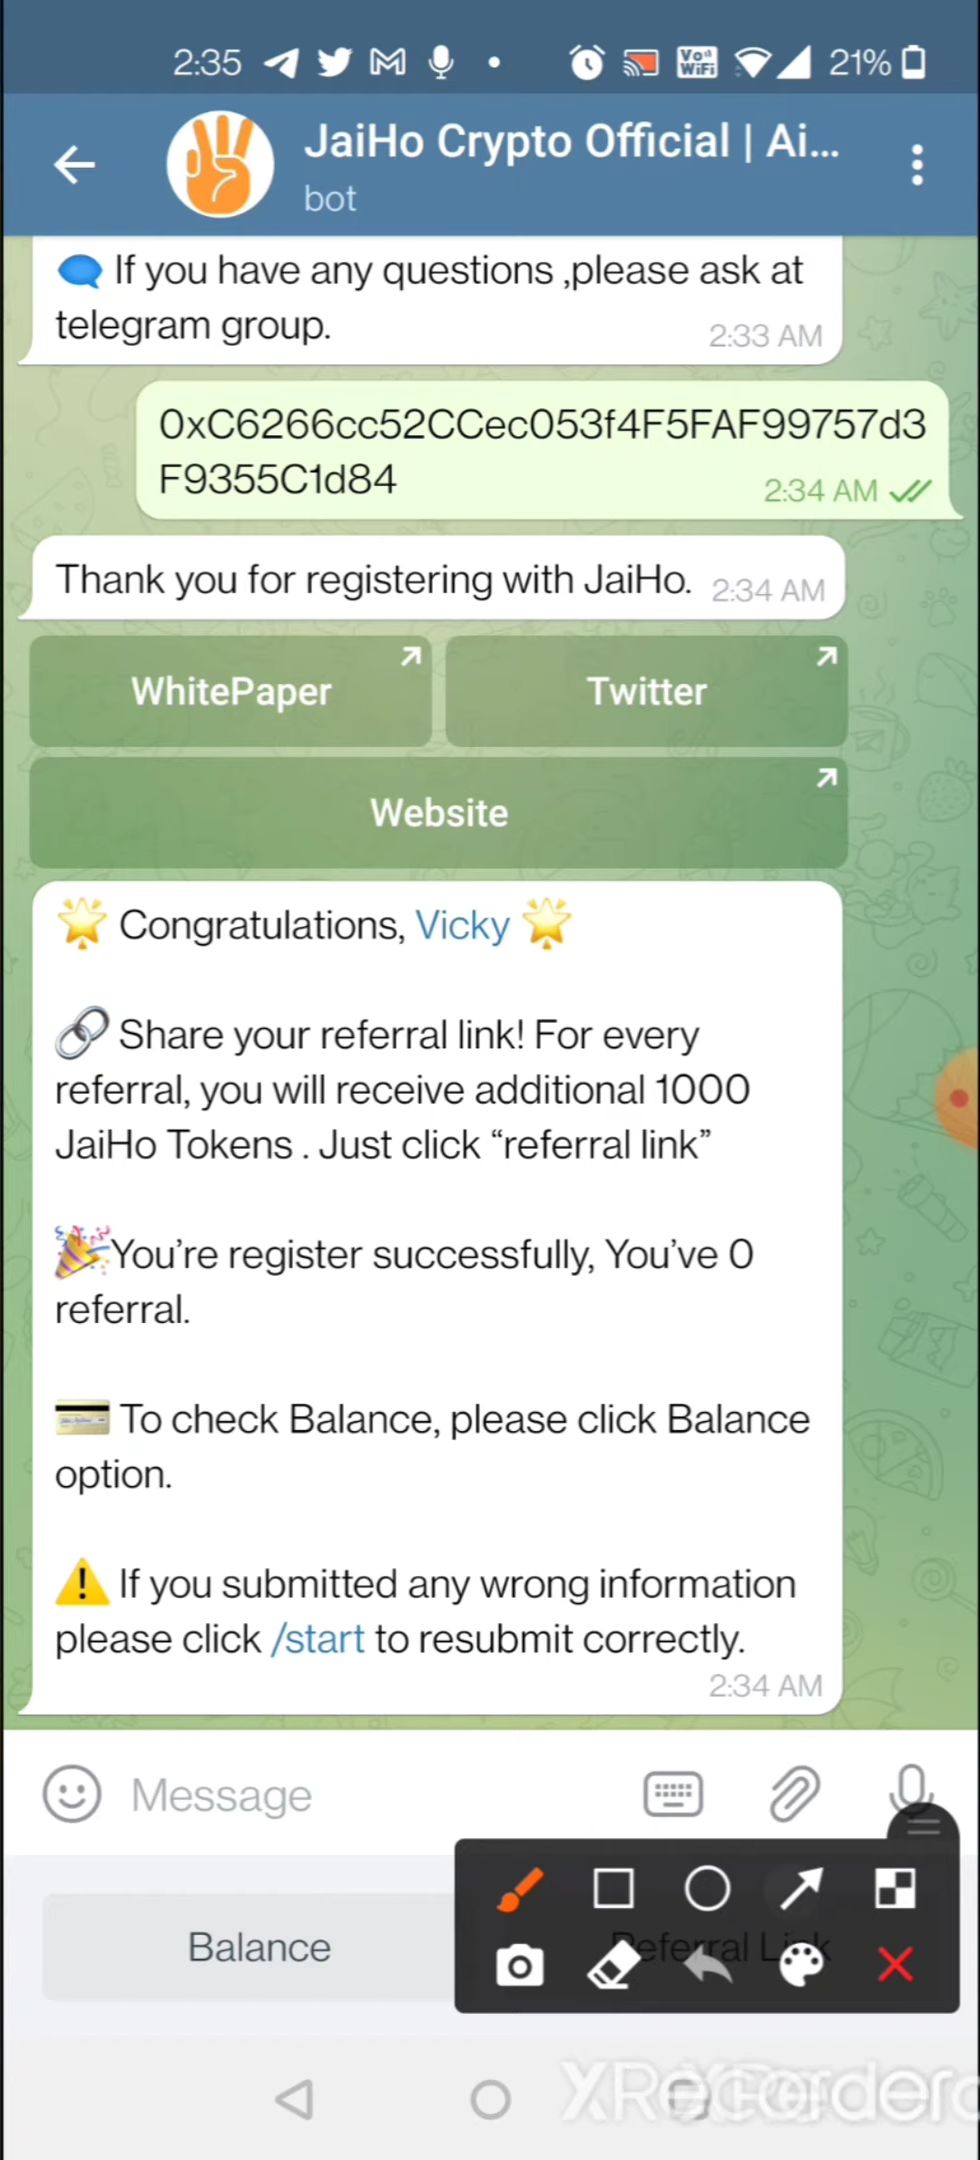 2:35
Vo
WiFi
21%
JaiHo Crypto Official | Ai...
bot
If you have any questions ,please ask at
telegram group.
2:33 AM
0xC6266cc52CCec053f4F5FAF99757d3
F9355C1d84
2:34 AM
Thank you for registering with JaiHo.
2:34 AM
WhitePaper
Twitter
Website
Congratulations, Vicky
Share your referral link! For every
referral, you will receive additional 1000
JaiHo Tokens . Just click “referral link”
You’re register successfully, You’ve 0
referral.
To check Balance, please click Balance
option.
If you submitted any wrong information
please click /start to resubmit correctly.
2:34 AM
Message
Balance
Referral Link